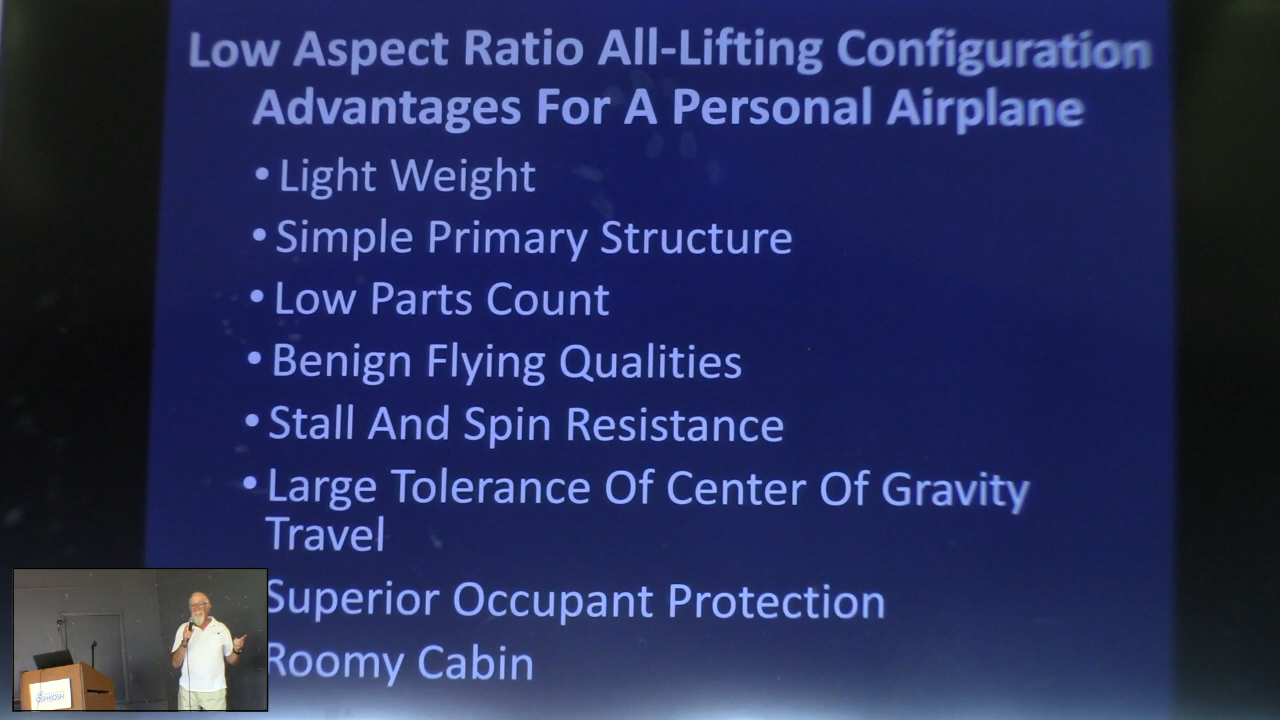 Low Aspect Ratio All-Lifting Configuration
Advantages For A Personal Airplane
• Light Weight
• Simple Primary Structure
• Low Parts Count
• Benign Flying Qualities
• Stall And Spin Resistance
• Large Tolerance Of Center Of Gravity
Travel
Superior Occupant Protection
Roomy Cabin
OSHKOSH